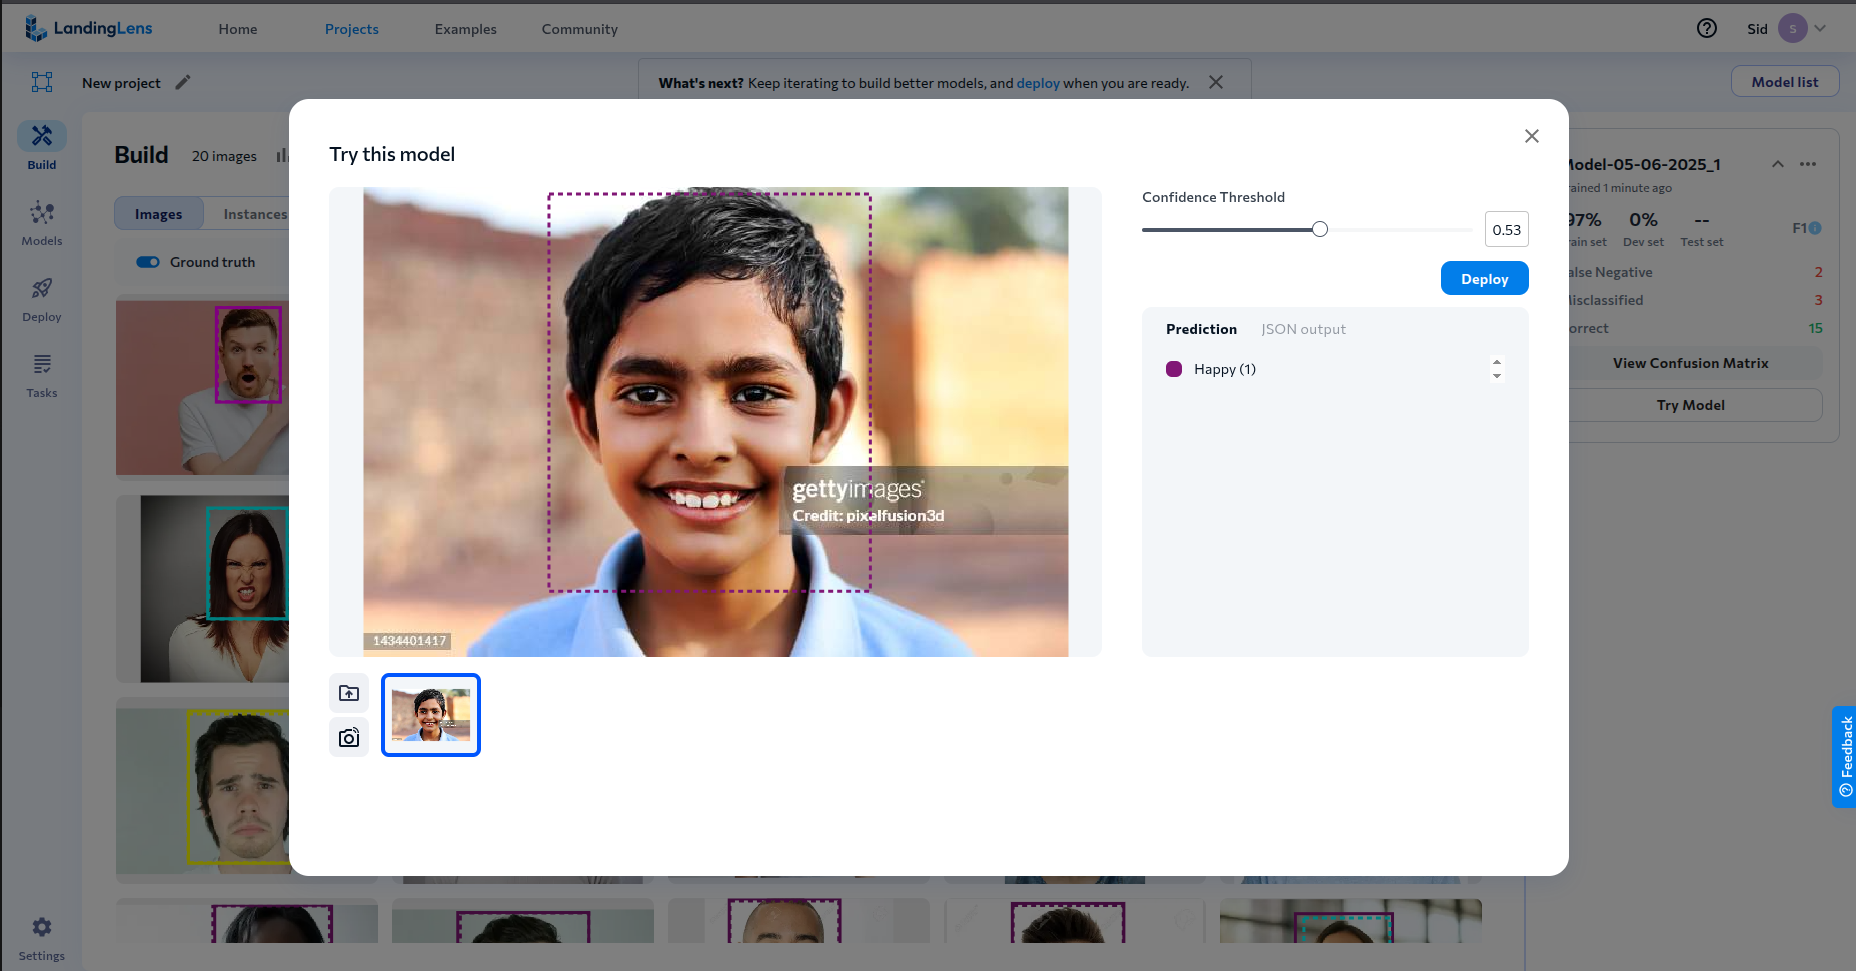 LandingLens
Home
Projects
Examples
Community
Sid
S
New project
What's next? Keep iterating to build better models, and deploy when you are ready.
Model list
Build
Models
Deploy
Tasks
Settings
Build
20 images
Images
Instances
Ground truth
Try this model
gettyimages
Credit: pixelfusion3d
1434401417
Confidence Threshold
0.53
Deploy
Prediction
JSON output
Happy (1)
Model-05-06-2025_1
rained 1 minute ago
97%
0%
--
F1
rain set
Dev set
Test set
alse Negative
2
Misclassified
3
orrect
15
View Confusion Matrix
Try Model
Feedback